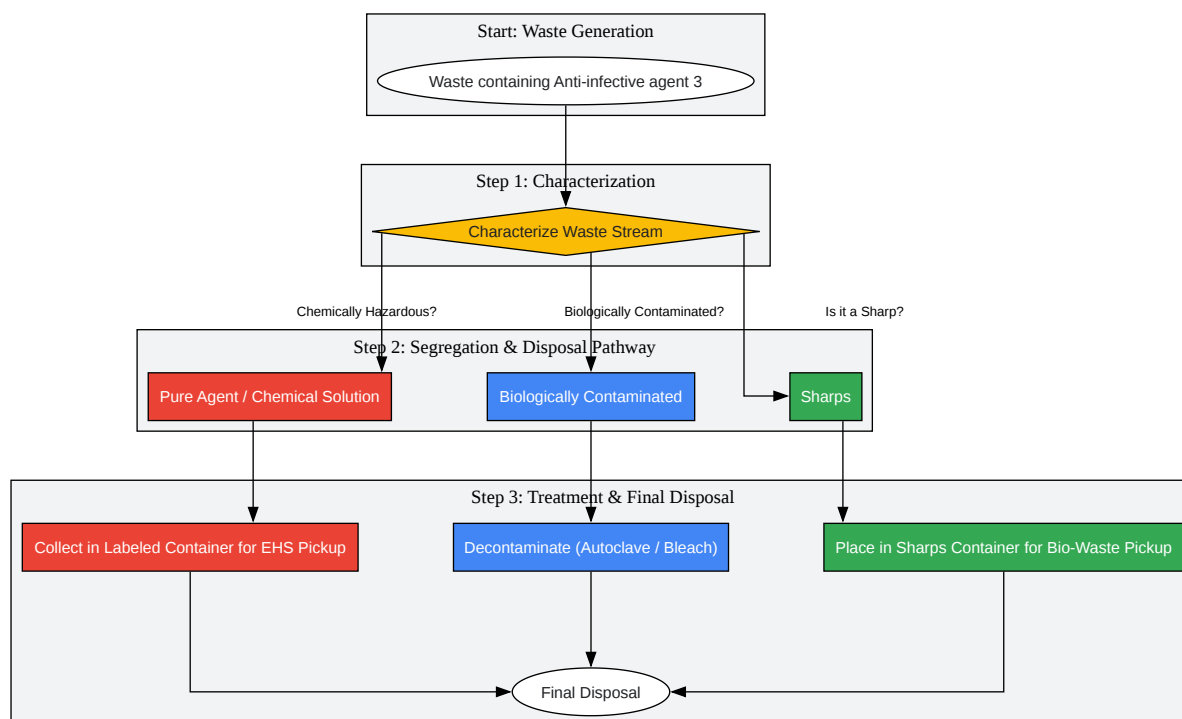 Start: Waste Generation
Waste containing Anti-infective agent 3
Step 1: Characterization
Characterize Waste Stream
Chemically Hazardous?
Biologically Contaminated?
Is it a Sharp?
Step 2: Segregation & Disposal Pathway
Pure Agent / Chemical Solution
Biologically Contaminated
Sharps
Step 3: Treatment & Final Disposal
Collect in Labeled Container for EHS Pickup
Decontaminate (Autoclave / Bleach)
Place in Sharps Container for Bio-Waste Pickup
Final Disposal